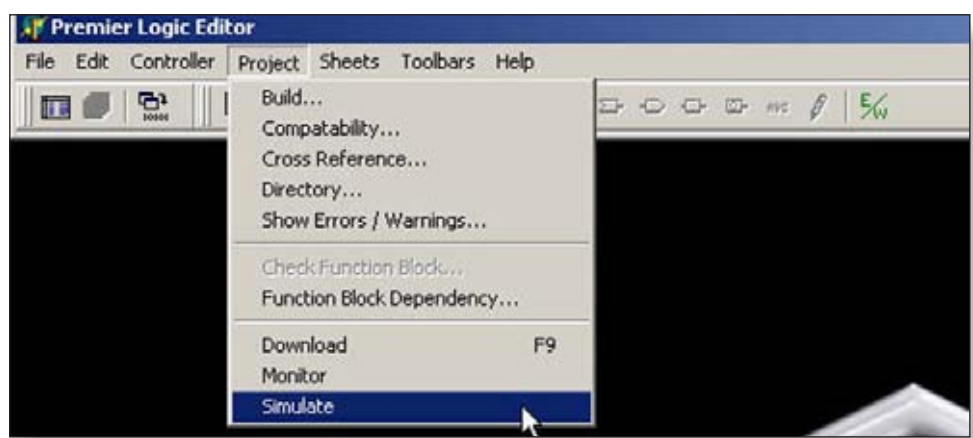 Premier Logic Editor
File Edit Controller Project Sheets Toolbars Help
Build...
Compatability...
Cross Reference...
Directory...
Show Errors / Warnings...
Check Function Block...
Function Block Dependency...
Download F9
Monitor
Simulate
E/W